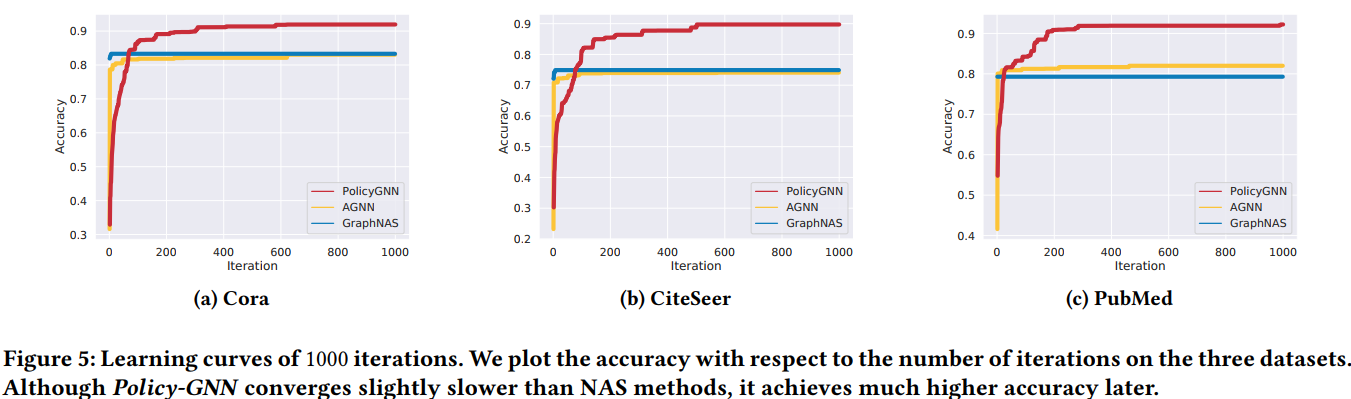 0.9
0.8
0.7
0.6
0.5
0.4
0.3
Accuracy
0 200 400 600 800 1000
Iteration
PolicyGNN
AGNN
GraphNAS
(a) Cora
0.9
0.8
0.7
0.6
0.5
0.4
0.3
0.2
Accuracy
0 200 400 600 800 1000
Iteration
PolicyGNN
AGNN
GraphNAS
(b) CiteSeer
0.9
0.8
0.7
0.6
0.5
0.4
Accuracy
0 200 400 600 800 1000
Iteration
PolicyGNN
AGNN
GraphNAS
(c) PubMed
Figure 5: Learning curves of 1000 iterations. We plot the accuracy with respect to the number of iterations on the three datasets.
Although Policy-GNN converges slightly slower than NAS methods, it achieves much higher accuracy later.